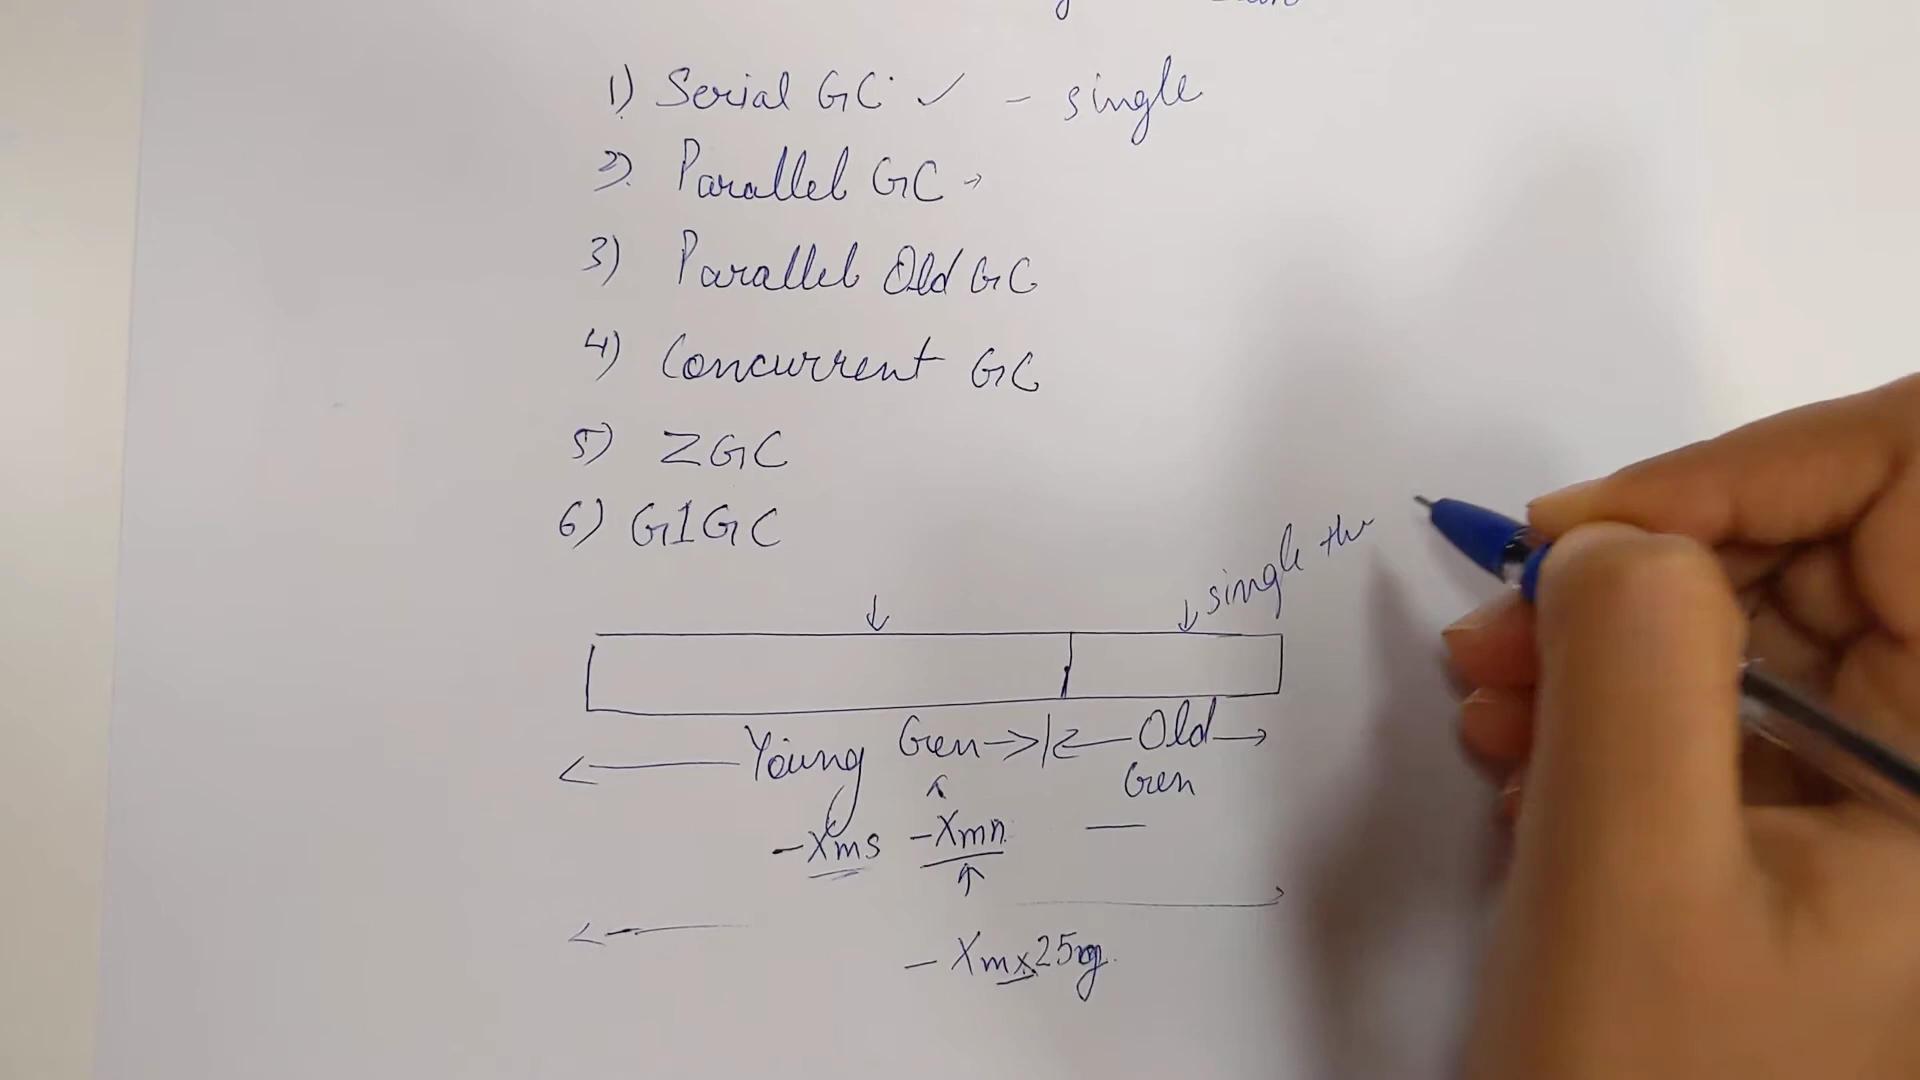 1) Serial GC ✓ - single
2) Parallel GC →
3) Parallel Old GC
4) Concurrent GC
5) ZGC
6) G1GC
↓ ↓ single thr
← Young Gen →|← Old →
Gen
-Xms -Xmn —
- Xmx25g